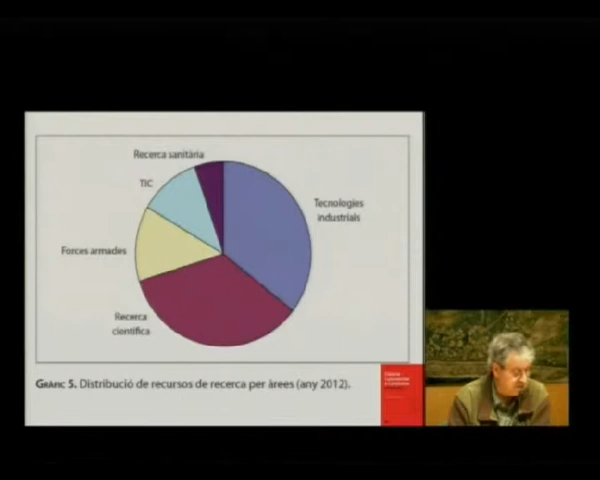 Recerca sanitària
TIC
Tecnologies
industrials
Forces armades
Recerca
científica
GRÀFIC 5. Distribució de recursos de recerca per àrees (any 2012).